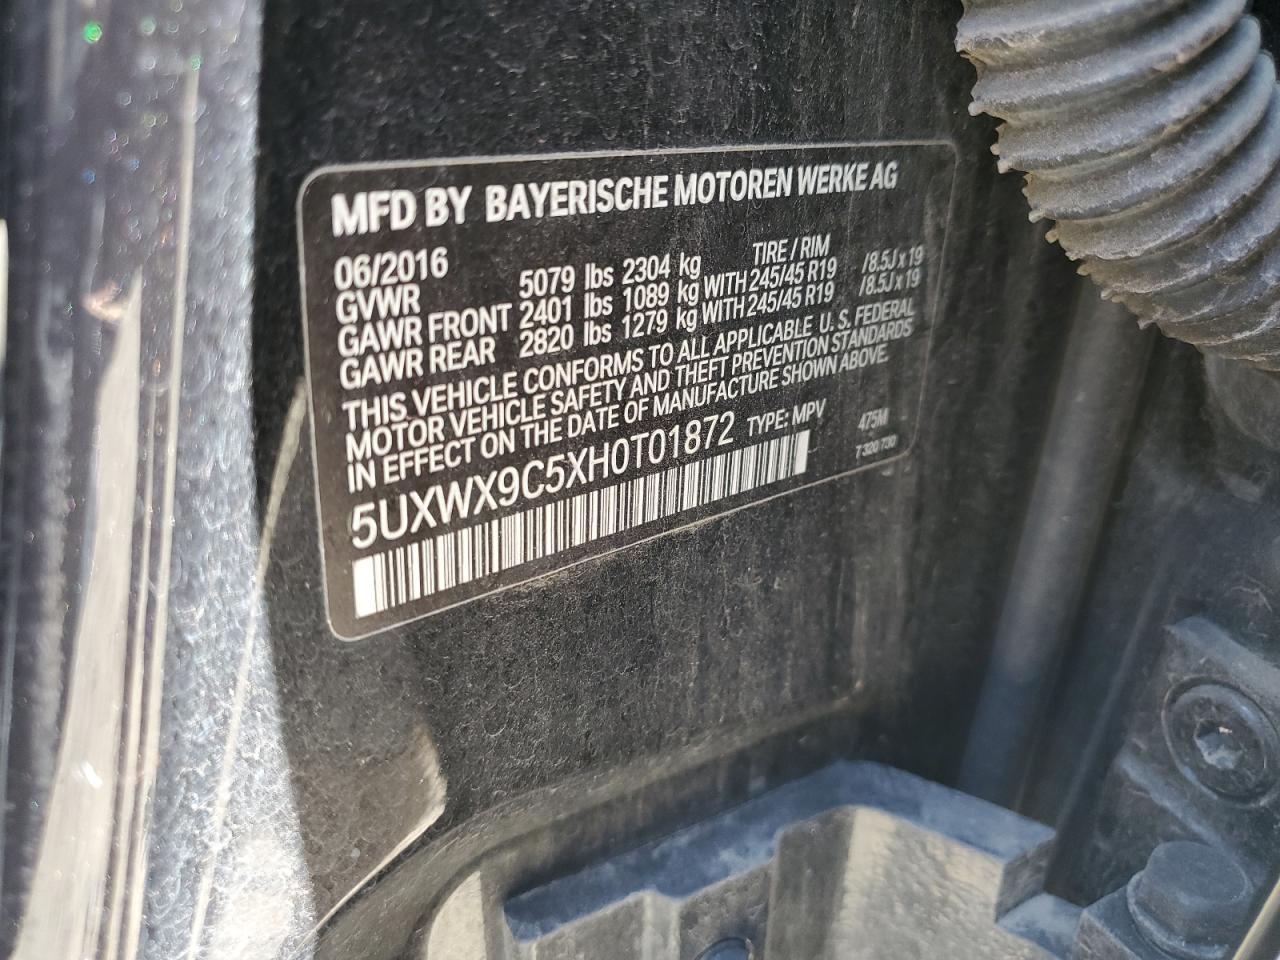 MFD BY BAYERISCHE MOTOREN WERKE AG
06/2016 TIRE / RIM
GVWR 5079 lbs 2304 kg
GAWR FRONT 2401 lbs 1089 kg WITH 245/45 R19 /8.5J x 19
GAWR REAR 2820 lbs 1279 kg WITH 245/45 R19 /8.5J x 19
THIS VEHICLE CONFORMS TO ALL APPLICABLE U. S. FEDERAL
MOTOR VEHICLE SAFETY AND THEFT PREVENTION STANDARDS
IN EFFECT ON THE DATE OF MANUFACTURE SHOWN ABOVE.
5UXWX9C5XH0T01872 TYPE: MPV 475M
T 320 730